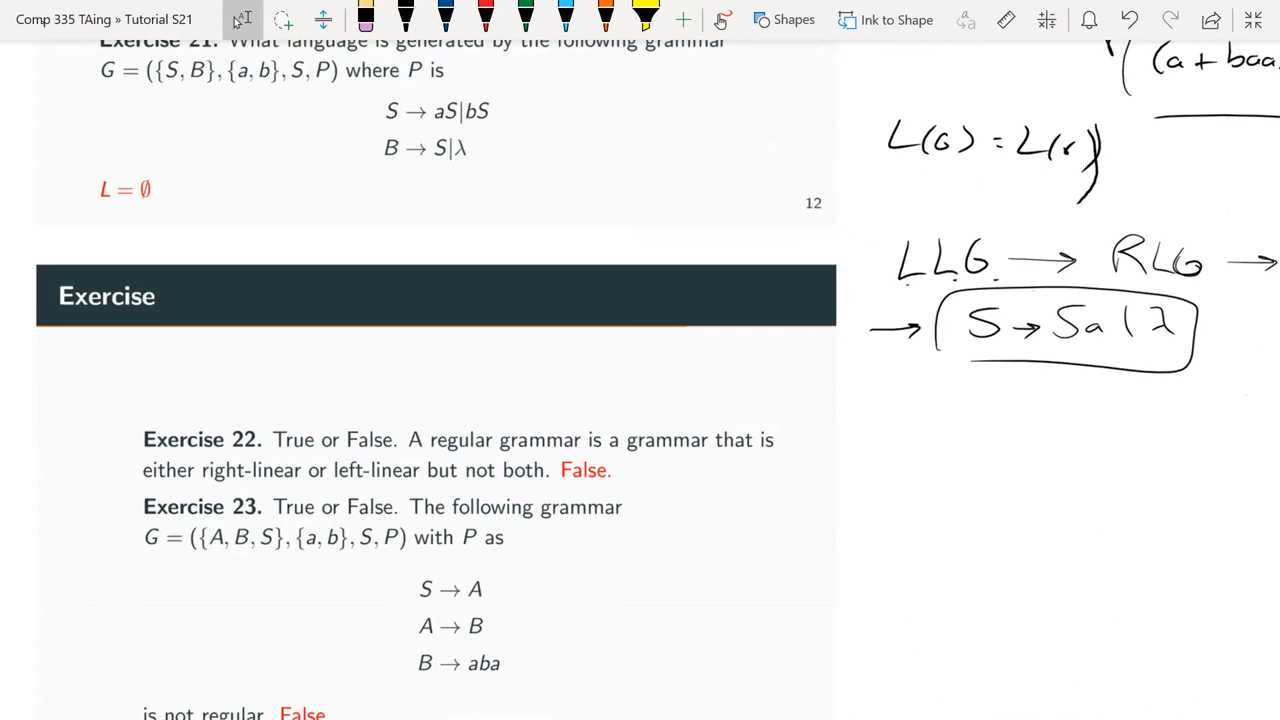 Comp 335 TAing » Tutorial S21
Shapes
Ink to Shape
Exercise 21. What language is generated by the following grammar
G = ({S, B}, {a, b}, S, P) where P is
S → aS|bS
B → S|λ
L = ∅
12
Exercise
Exercise 22. True or False. A regular grammar is a grammar that is
either right-linear or left-linear but not both. False.
Exercise 23. True or False. The following grammar
G = ({A, B, S}, {a, b}, S, P) with P as
S → A
A → B
B → aba
is not regular. False
(a + baa
L(G) = L(r)
LLG → RLG →
→ S → Sa | λ